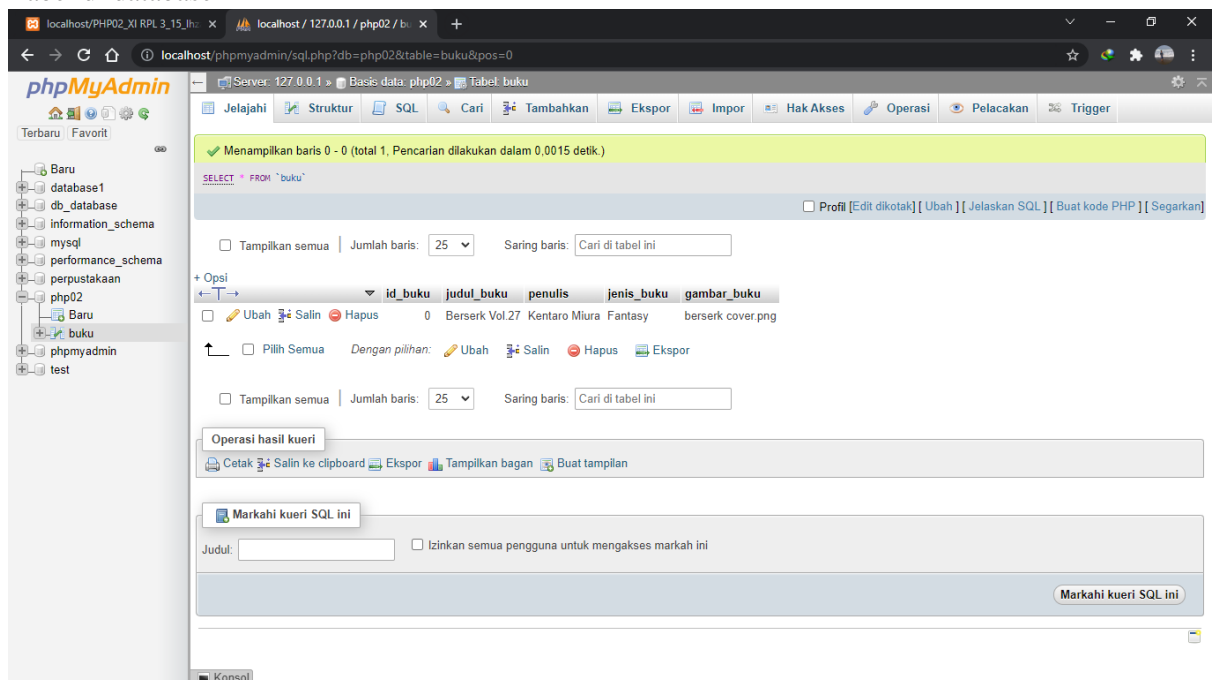 localhost/PHP02_XI RPL 3_15_Ihz
localhost / 127.0.0.1 / php02 / bu
localhost/phpmyadmin/sql.php?db=php02&table=buku&pos=0
phpMyAdmin
Terbaru Favorit
Baru
database1
db_database
information_schema
mysql
performance_schema
perpustakaan
php02
Baru
buku
phpmyadmin
test
Server: 127.0.0.1 » Basis data: php02 » Tabel: buku
Jelajahi Struktur SQL Cari Tambahkan Ekspor Impor Hak Akses Operasi Pelacakan Trigger
Menampilkan baris 0 - 0 (total 1, Pencarian dilakukan dalam 0,0015 detik.)
SELECT * FROM `buku`
Profil [Edit dikotak] [ Ubah ] [ Jelaskan SQL ] [ Buat kode PHP ] [ Segarkan]
Tampilkan semua | Jumlah baris: 25 Saring baris: Cari di tabel ini
+ Opsi
←T→ id_buku judul_buku penulis jenis_buku gambar_buku
Ubah Salin Hapus 0 Berserk Vol.27 Kentaro Miura Fantasy berserk cover.png
Pilih Semua Dengan pilihan: Ubah Salin Hapus Ekspor
Tampilkan semua | Jumlah baris: 25 Saring baris: Cari di tabel ini
Operasi hasil kueri
Cetak Salin ke clipboard Ekspor Tampilkan bagan Buat tampilan
Markahi kueri SQL ini
Judul: Izinkan semua pengguna untuk mengakses markah ini
Markahi kueri SQL ini
Konsol